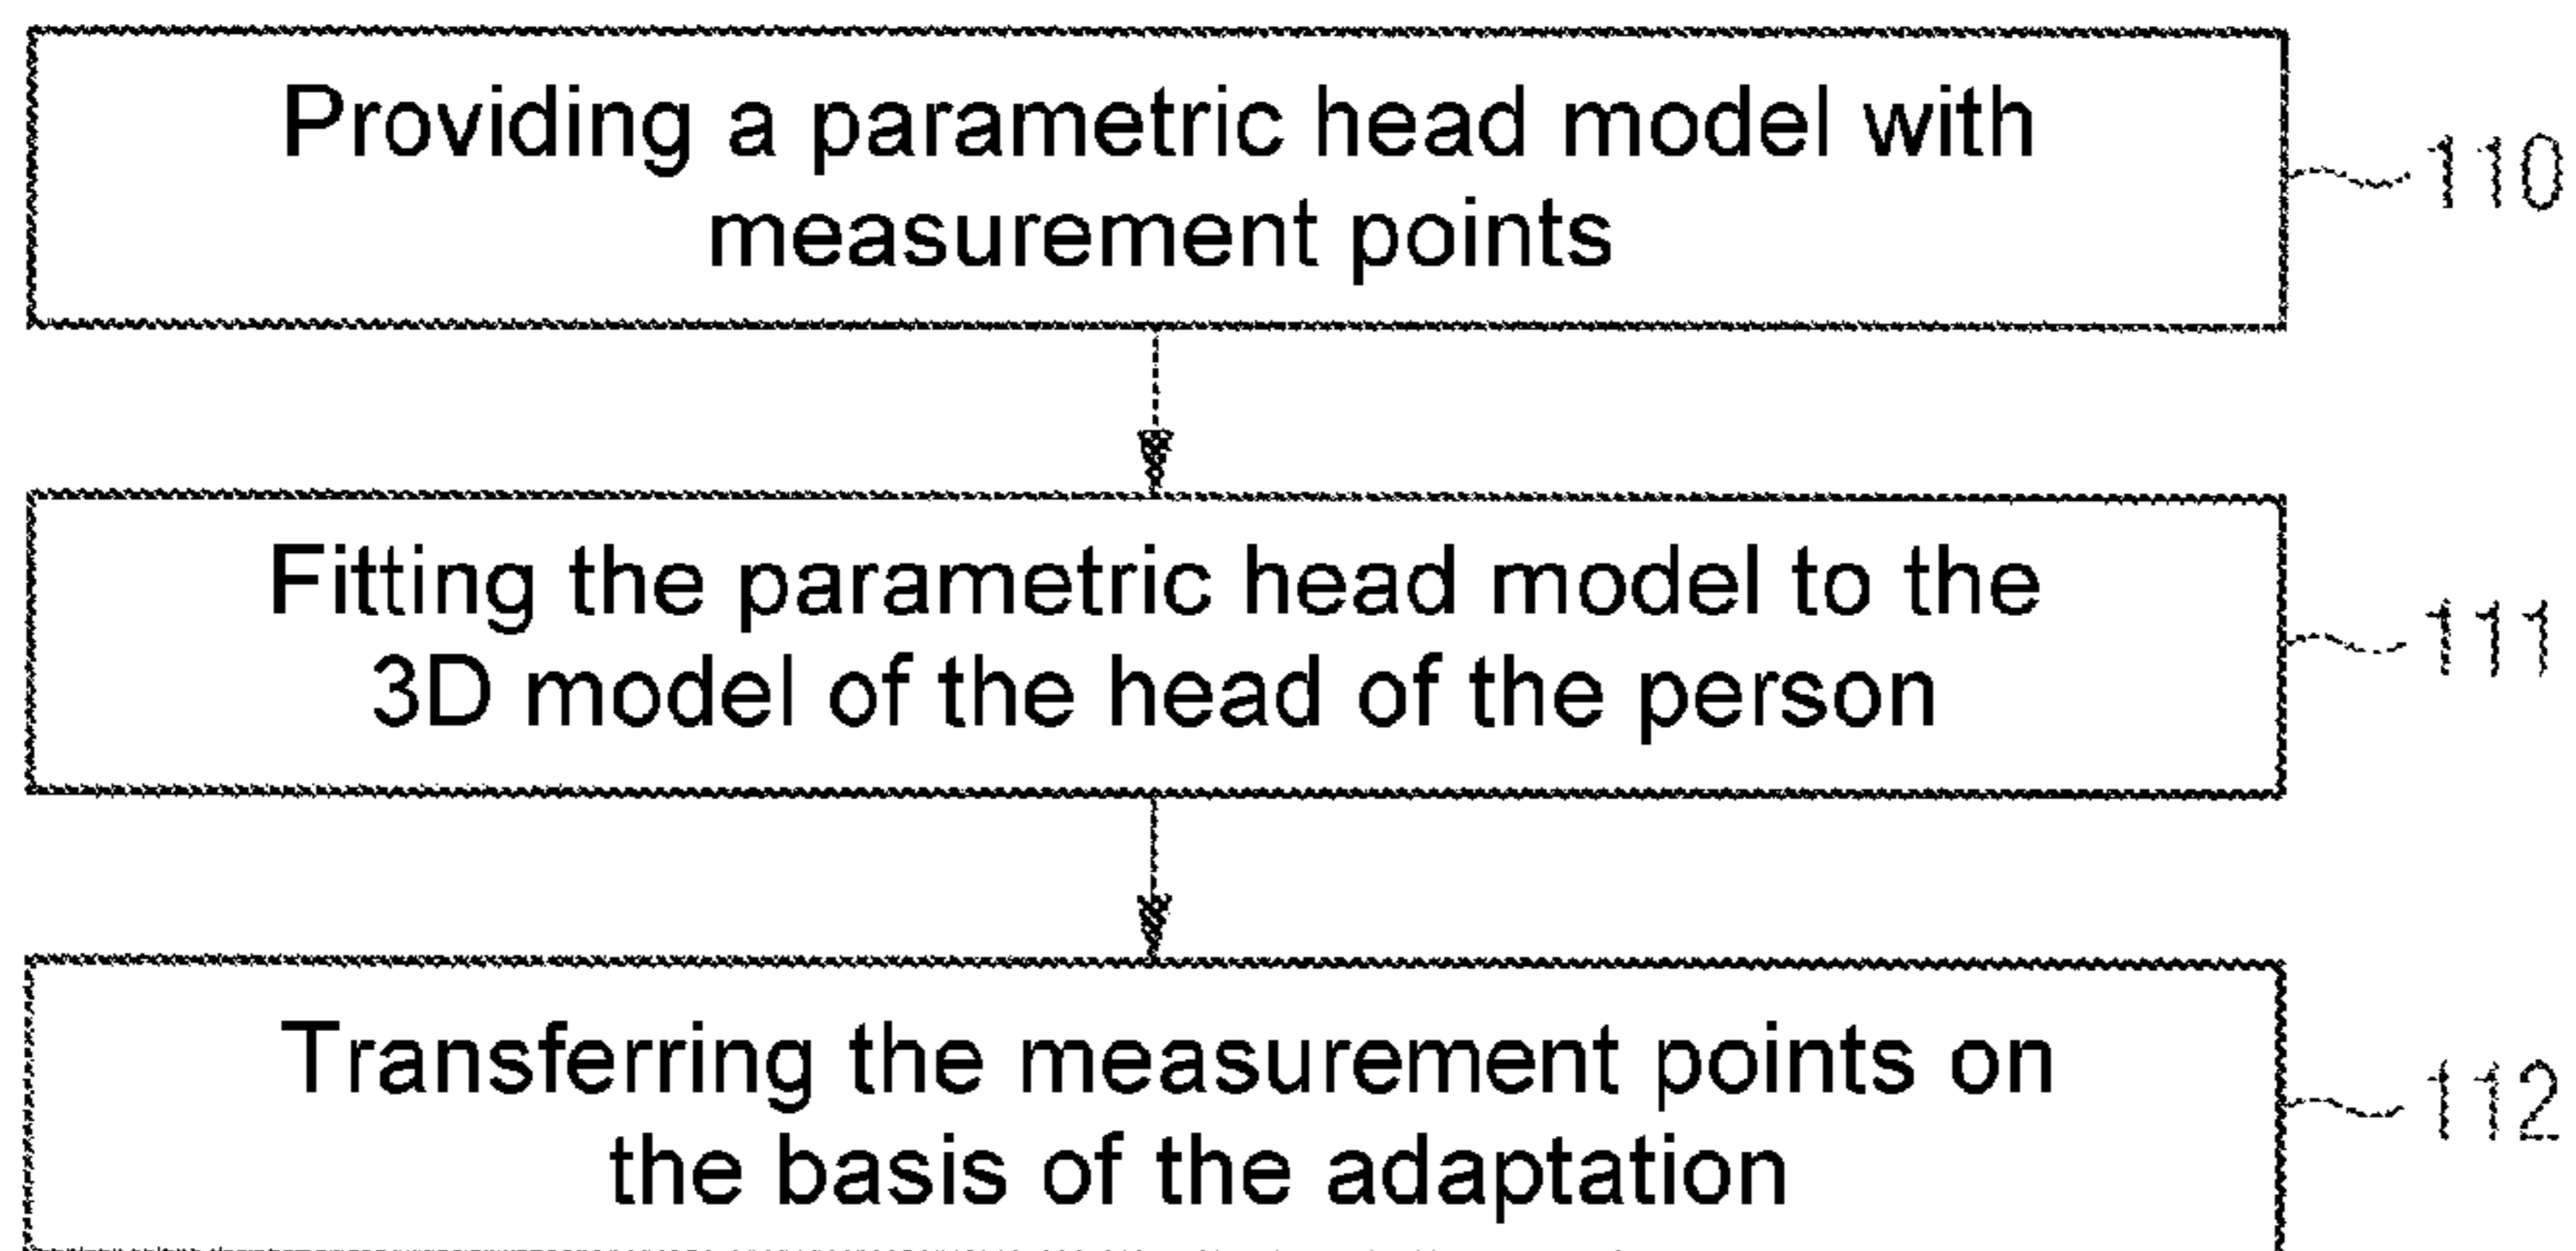 Providing a parametric head model with
measurement points
110
Fitting the parametric head model to the
3D model of the head of the person
111
Transferring the measurement points on
the basis of the adaptation
112